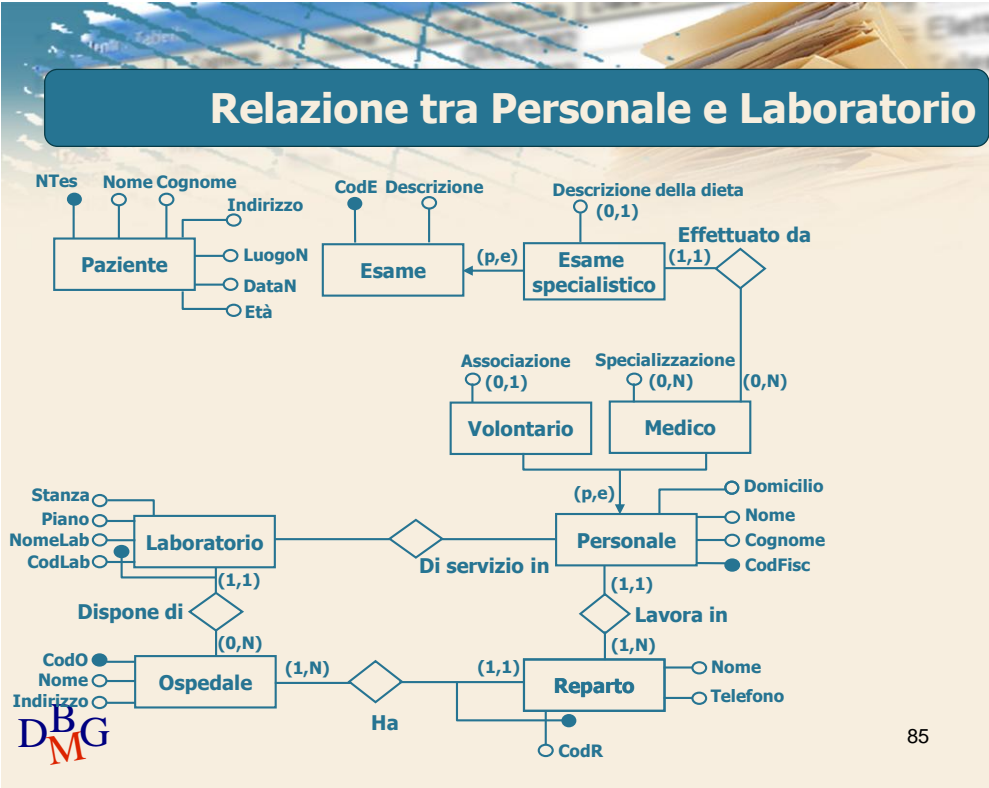 Relazione tra Personale e Laboratorio
NTes
Nome Cognome
Indirizzo
Paziente
LuogoN
DataN
Età
CodE Descrizione
Esame
(p,e)
Descrizione della dieta
(0,1)
Esame
specialistico
(1,1)
Effettuato da
Associazione
(0,1)
Volontario
Specializzazione
(0,N)
(0,N)
Medico
(p,e)
Stanza
Piano
NomeLab
CodLab
Laboratorio
Di servizio in
Personale
Domicilio
Nome
Cognome
CodFisc
(1,1)
Dispone di
(0,N)
(1,1)
Lavora in
(1,N)
CodO
Nome
Indirizzo
Ospedale
(1,N)
Ha
(1,1)
Reparto
Nome
Telefono
CodR
DBMG
85